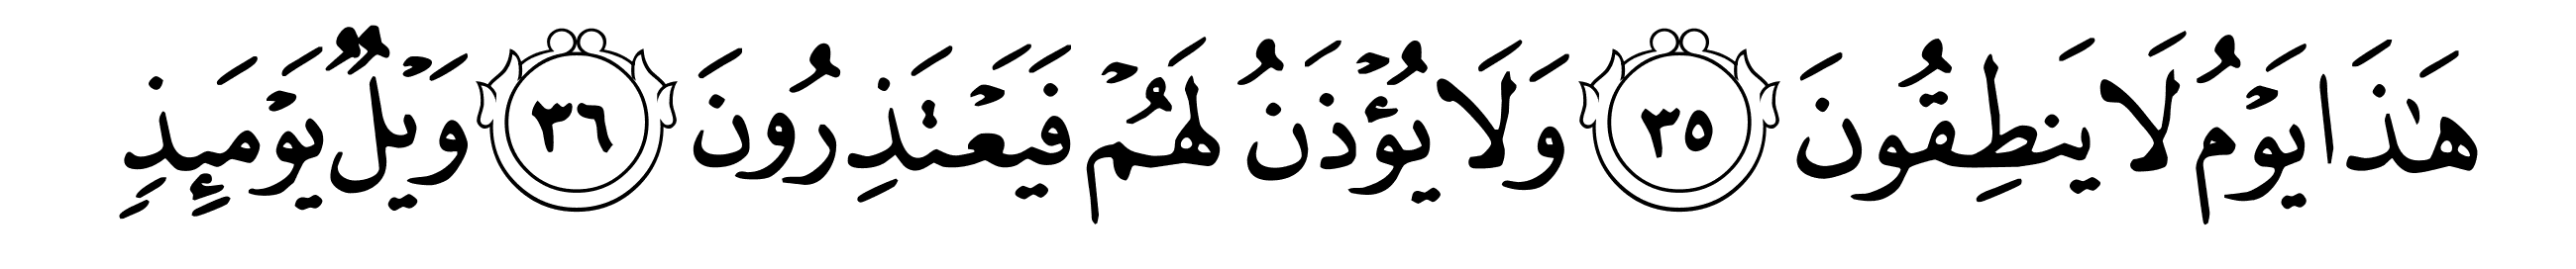 هَٰذَا يَوْمُ لَا يَنطِقُونَ ٣٥ وَلَا يُؤْذَنُ لَهُمْ فَيَعْتَذِرُونَ ٣٦ وَيْلٌ يَوْمَئِذٍ